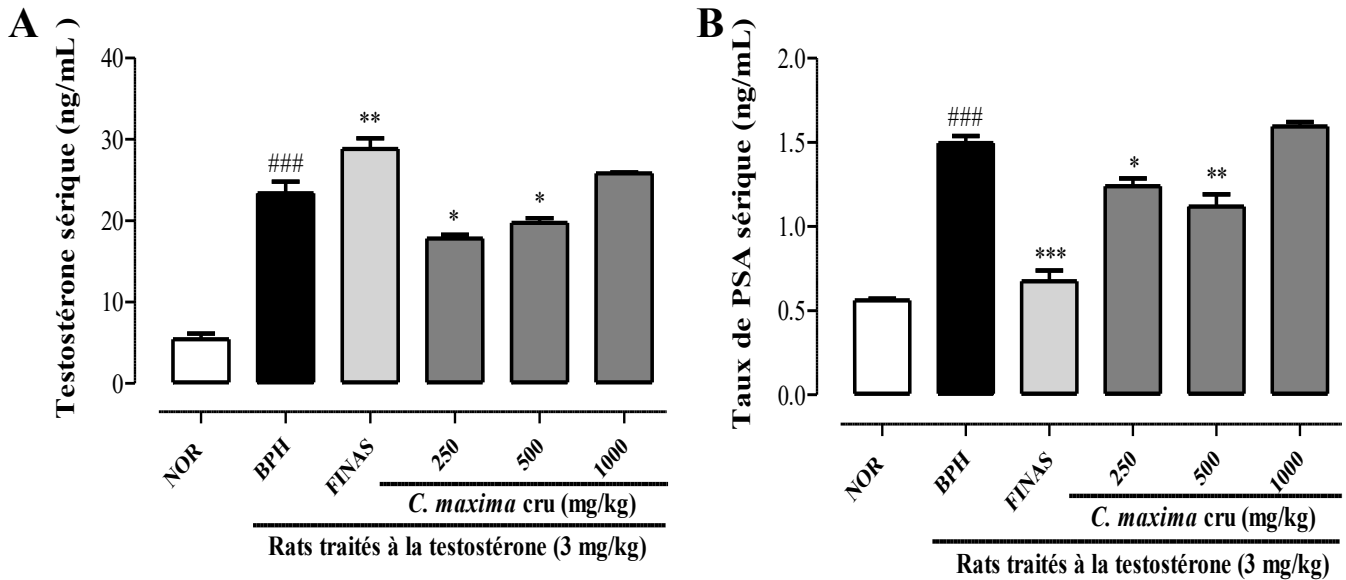 A
Testostérone sérique (ng/mL)
40
30
20
10
0
###
**
*
*
NOR
BPH
FINAS
250
500
1000
C. maxima cru (mg/kg)
Rats traités à la testostérone (3 mg/kg)
B
Taux de PSA sérique (ng/mL)
2.0
1.5
1.0
0.5
0.0
###
***
*
**
NOR
BPH
FINAS
250
500
1000
C. maxima cru (mg/kg)
Rats traités à la testostérone (3 mg/kg)